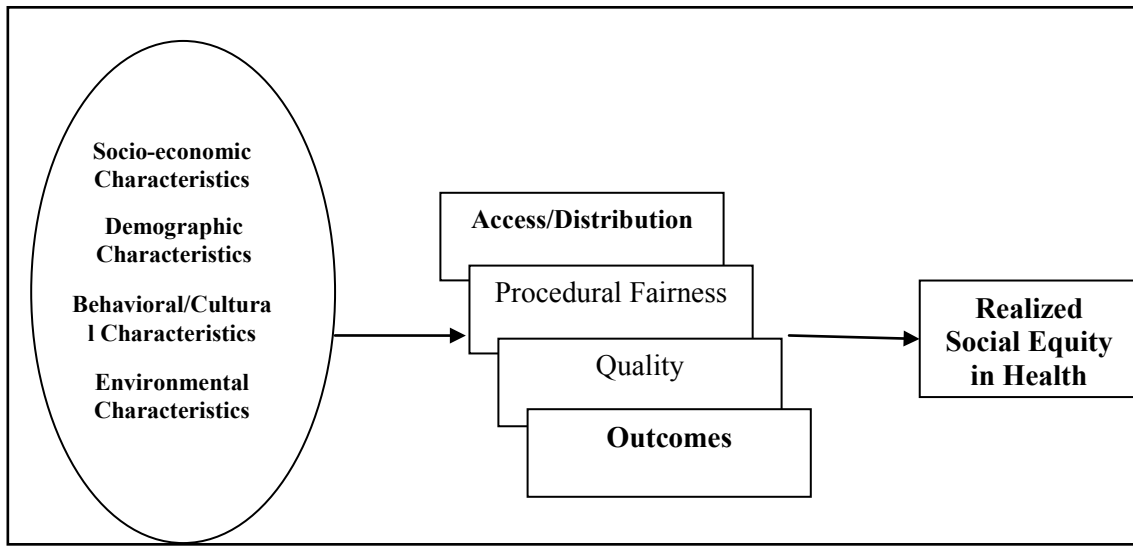 Socio-economic
Characteristics
Demographic
Characteristics
Behavioral/Cultura
l Characteristics
Environmental
Characteristics
Access/Distribution
Procedural Fairness
Quality
Outcomes
Realized
Social Equity
in Health